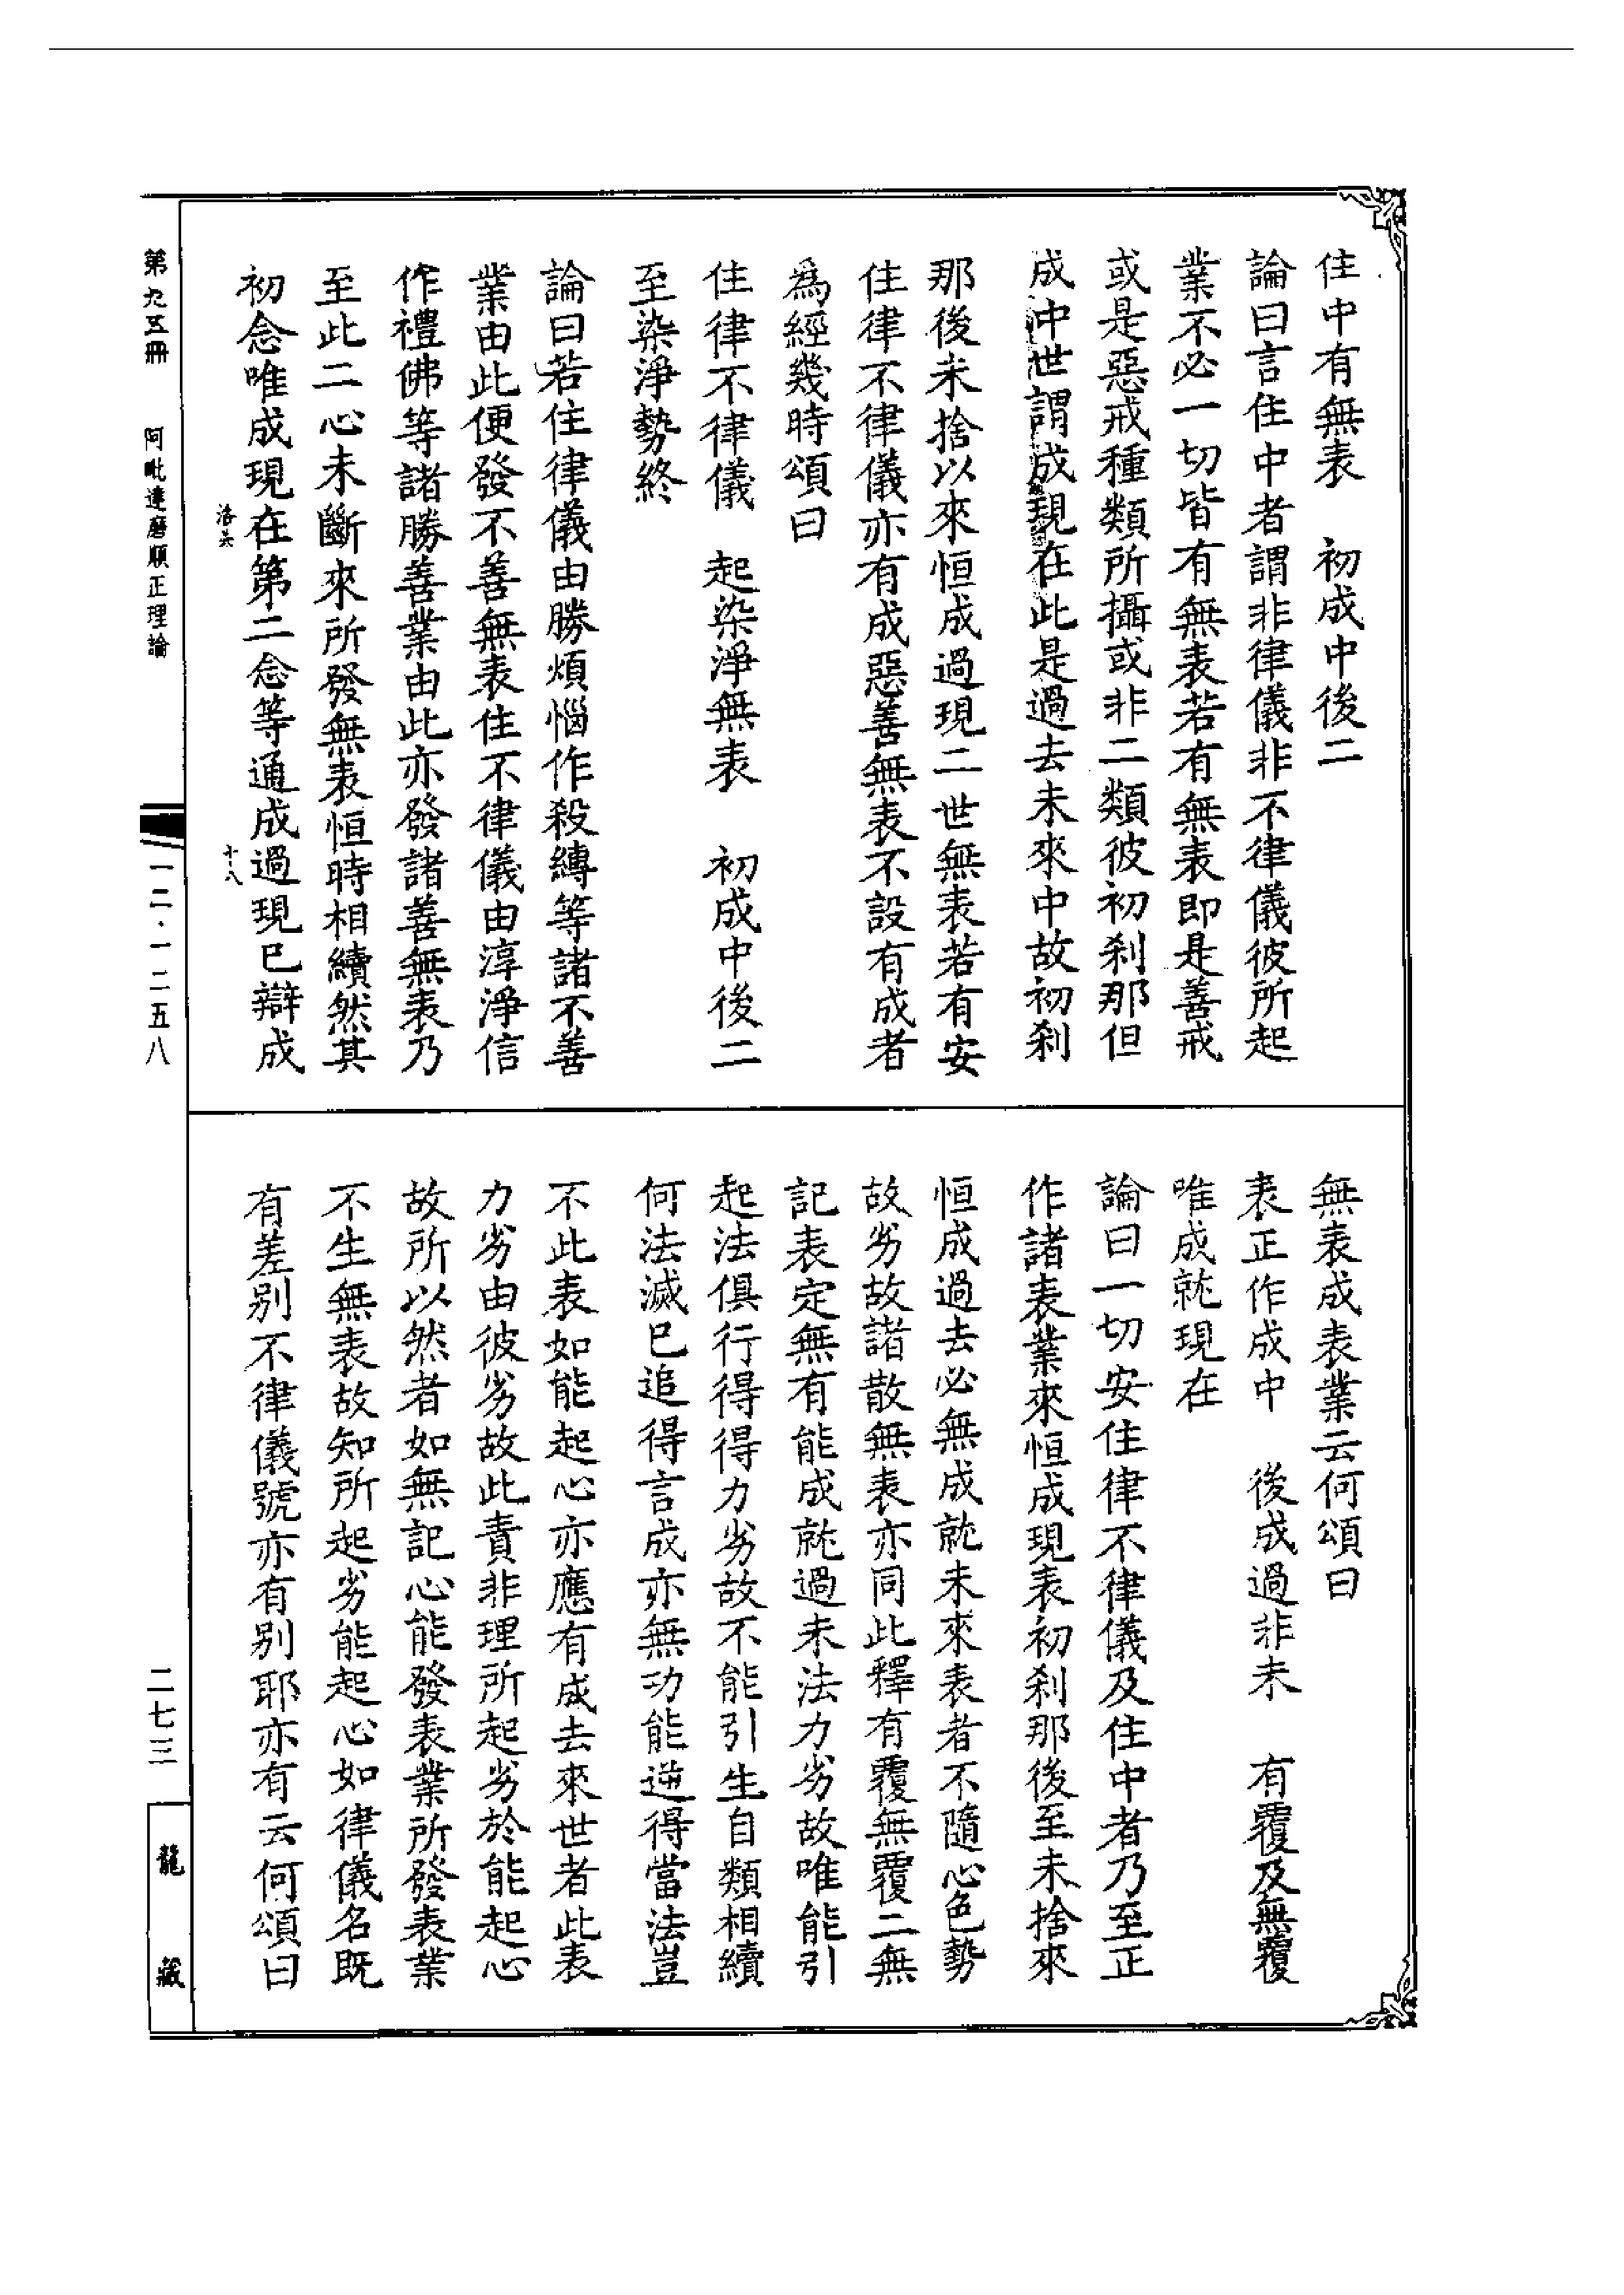 住中有無表　初成中後二
論曰言住中者謂非律儀非不律儀彼所起
業不必一切皆有無表若有無表即是善戒
或是惡戒種類所攝或非二類彼初剎那但
成中世謂成現在此是過去未來中故初剎
那後未捨以來恒成過現二世無表若有安
住律不律儀亦有成惡善無表不設有成者
為經幾時頌曰
住律不律儀　起染淨無表　初成中後二
至染淨勢終
論曰若住律儀由勝煩惱作殺縛等諸不善
業由此便發不善無表住不律儀由淳淨信
作禮佛等諸勝善業由此亦發諸善無表乃
至此二心未斷來所發無表恒時相續然其
初念唯成現在第二念等通成過現已辯成
無表成表業云何頌曰
表正作成中　後成過非未　有覆及無覆
唯成就現在
論曰一切安住律不律儀及住中者乃至正
作諸表業來恒成現表初剎那後至未捨來
恒成過去必無成就未來表者不隨心色勢
故劣故諸散無表亦同此釋有覆無覆二無
記表定無有能成就過未法力劣故唯能引
起法俱行得得力劣故不能引生自類相續
何法滅已追得言成亦無功能逆得當法豈
不此表如能起心亦應有成去來世者此表
力劣由彼劣故此責非理所起劣於能起心
故所以然者如無記心能發表業所發表業
不生無表故知所起劣能起心如律儀名既
有差別不律儀號亦有別耶亦有云何頌曰
第九五冊　阿毗達磨順正理論
十八
一二·一二五八
二七三
龍藏